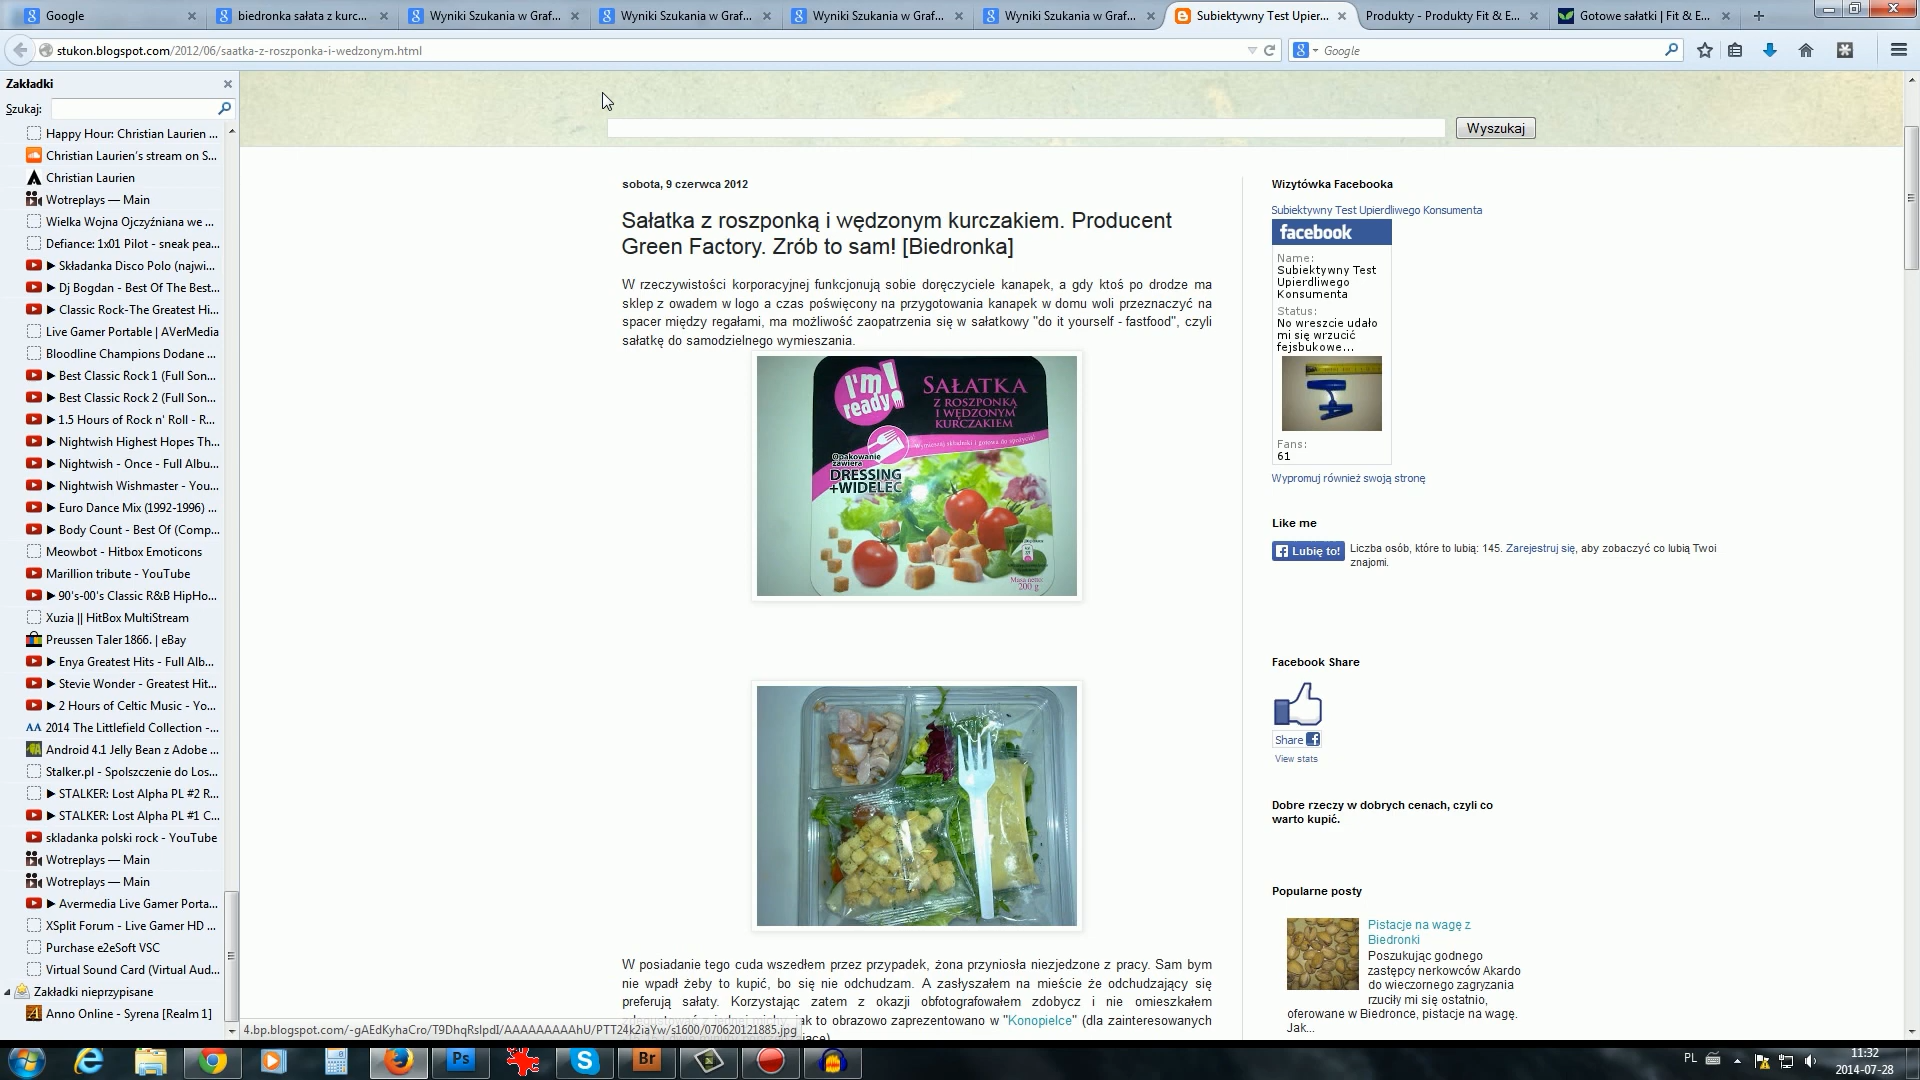 Google
biedronka sałata z kurc...
Wyniki Szukania w Graf...
Wyniki Szukania w Graf...
Wyniki Szukania w Graf...
Wyniki Szukania w Graf...
Subiektywny Test Upier...
Produkty - Produkty Fit & E...
Gotowe sałatki | Fit & E...
stukon.blogspot.com/2012/06/saatka-z-roszponka-i-wedzonym.html
Google
Zakładki
Szukaj:
Happy Hour: Christian Laurien ...
Christian Laurien's stream on S...
Christian Laurien
Wotreplays — Main
Wielka Wojna Ojczyźniana we ...
Defiance: 1x01 Pilot - sneak pea...
▶ Składanka Disco Polo (najwi...
▶ Dj Bogdan - Best Of The Best...
▶ Classic Rock-The Greatest Hi...
Live Gamer Portable | AVerMedia
Bloodline Champions Dodane ...
▶ Best Classic Rock 1 (Full Son...
▶ Best Classic Rock 2 (Full Son...
▶ 1.5 Hours of Rock n' Roll - R...
▶ Nightwish Highest Hopes Th...
▶ Nightwish - Once - Full Albu...
▶ Nightwish Wishmaster - You...
▶ Euro Dance Mix (1992-1996) ...
▶ Body Count - Best Of (Comp...
Meowbot - Hitbox Emoticons
Marillion tribute - YouTube
▶ 90's-00's Classic R&B HipHo...
Xuzia || HitBox MultiStream
Preussen Taler 1866. | eBay
▶ Enya Greatest Hits - Full Alb...
▶ Stevie Wonder - Greatest Hit...
▶ 2 Hours of Celtic Music - Yo...
AA 2014 The Littlefield Collection -...
Android 4.1 Jelly Bean z Adobe ...
Stalker.pl - Spolszczenie do Los...
▶ STALKER: Lost Alpha PL #2 R...
▶ STALKER: Lost Alpha PL #1 C...
skladanka polski rock - YouTube
Wotreplays — Main
Wotreplays — Main
▶ Avermedia Live Gamer Porta...
XSplit Forum - Live Gamer HD ...
Purchase e2eSoft VSC
Virtual Sound Card (Virtual Aud...
Zakładki nieprzypisane
Anno Online - Syrena [Realm 1]
Wyszukaj
sobota, 9 czerwca 2012
Sałatka z roszponką i wędzonym kurczakiem. Producent
Green Factory. Zrób to sam! [Biedronka]
W rzeczywistości korporacyjnej funkcjonują sobie doręczyciele kanapek, a gdy ktoś po drodze ma
sklep z owadem w logo a czas poświęcony na przygotowania kanapek w domu woli przeznaczyć na
spacer między regałami, ma możliwość zaopatrzenia się w sałatkowy "do it yourself - fastfood", czyli
sałatkę do samodzielnego wymieszania.
I'm ready!
SAŁATKA
Z ROSZPONKĄ
I WĘDZONYM
KURCZAKIEM
Wymieszaj składniki i gotowa do spożycia!
Opakowanie
zawiera
DRESSING
+WIDELEC
Masa netto:
200 g
W posiadanie tego cuda wszedłem przez przypadek, żona przyniosła niezjedzone z pracy. Sam bym
nie wpadł żeby to kupić, bo się nie odchudzam. A zasłyszałem na mieście że odchudzający się
preferują sałaty. Korzystając zatem z okazji obfotografowałem zdobycz i nie omieszkałem
jak to obrazowo zaprezentowano w "Konopielce" (dla zainteresowanych
4.bp.blogspot.com/-gAEdKyhaCro/T9DhqRslpdI/AAAAAAAAAhU/PTT24k2iaYw/s1600/070620121885.jpg
Wizytówka Facebooka
Subiektywny Test Upierdliwego Konsumenta
facebook
Name:
Subiektywny Test
Upierdliwego
Konsumenta
Status:
No wreszcie udało
mi się wrzucić
fejsbukowe...
Fans:
61
Wypromuj również swoją stronę
Like me
Lubię to!
Liczba osób, które to lubią: 145. Zarejestruj się, aby zobaczyć co lubią Twoi
znajomi.
Facebook Share
Share
View stats
Dobre rzeczy w dobrych cenach, czyli co
warto kupić.
Popularne posty
Pistacje na wagę z
Biedronki
Poszukując godnego
zastępcy nerkowców Akardo
do wieczornego zagryzania
rzuciły mi się ostatnio,
oferowane w Biedronce, pistacje na wagę.
Jak...
Ps
Br
PL
11:32
2014-07-28